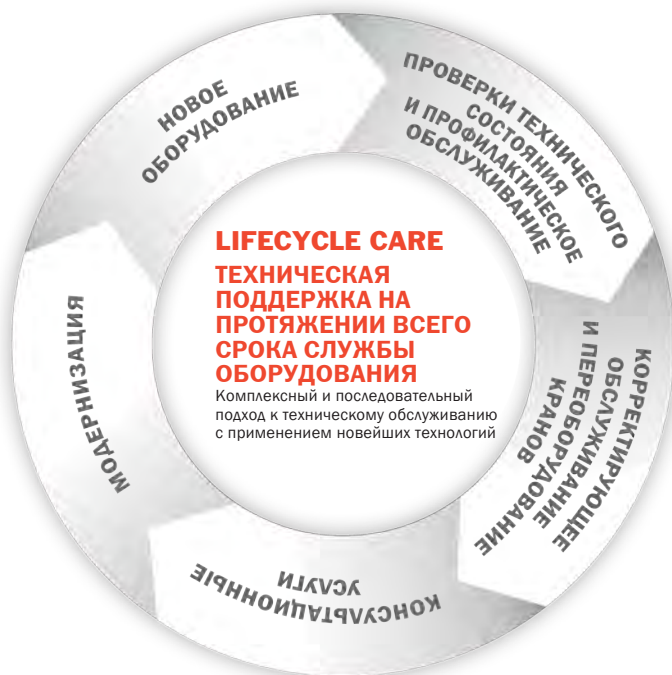 НОВОЕ
ОБОРУДОВАНИЕ
ПРОВЕРКИ ТЕХНИЧЕСКОГО
СОСТОЯНИЯ
И ПРОФИЛАКТИЧЕСКОЕ
ОБСЛУЖИВАНИЕ
КОРРЕКТИРУЮЩЕЕ
ОБСЛУЖИВАНИЕ
И ПЕРЕОБОРУДОВАНИЕ
КРАНОВ
КОНСУЛЬТАЦИОННЫЕ
УСЛУГИ
МОДЕРНИЗАЦИЯ
LIFECYCLE CARE
ТЕХНИЧЕСКАЯ
ПОДДЕРЖКА НА
ПРОТЯЖЕНИИ ВСЕГО
СРОКА СЛУЖБЫ
ОБОРУДОВАНИЯ
Комплексный и последовательный
подход к техническому обслуживанию
с применением новейших технологий